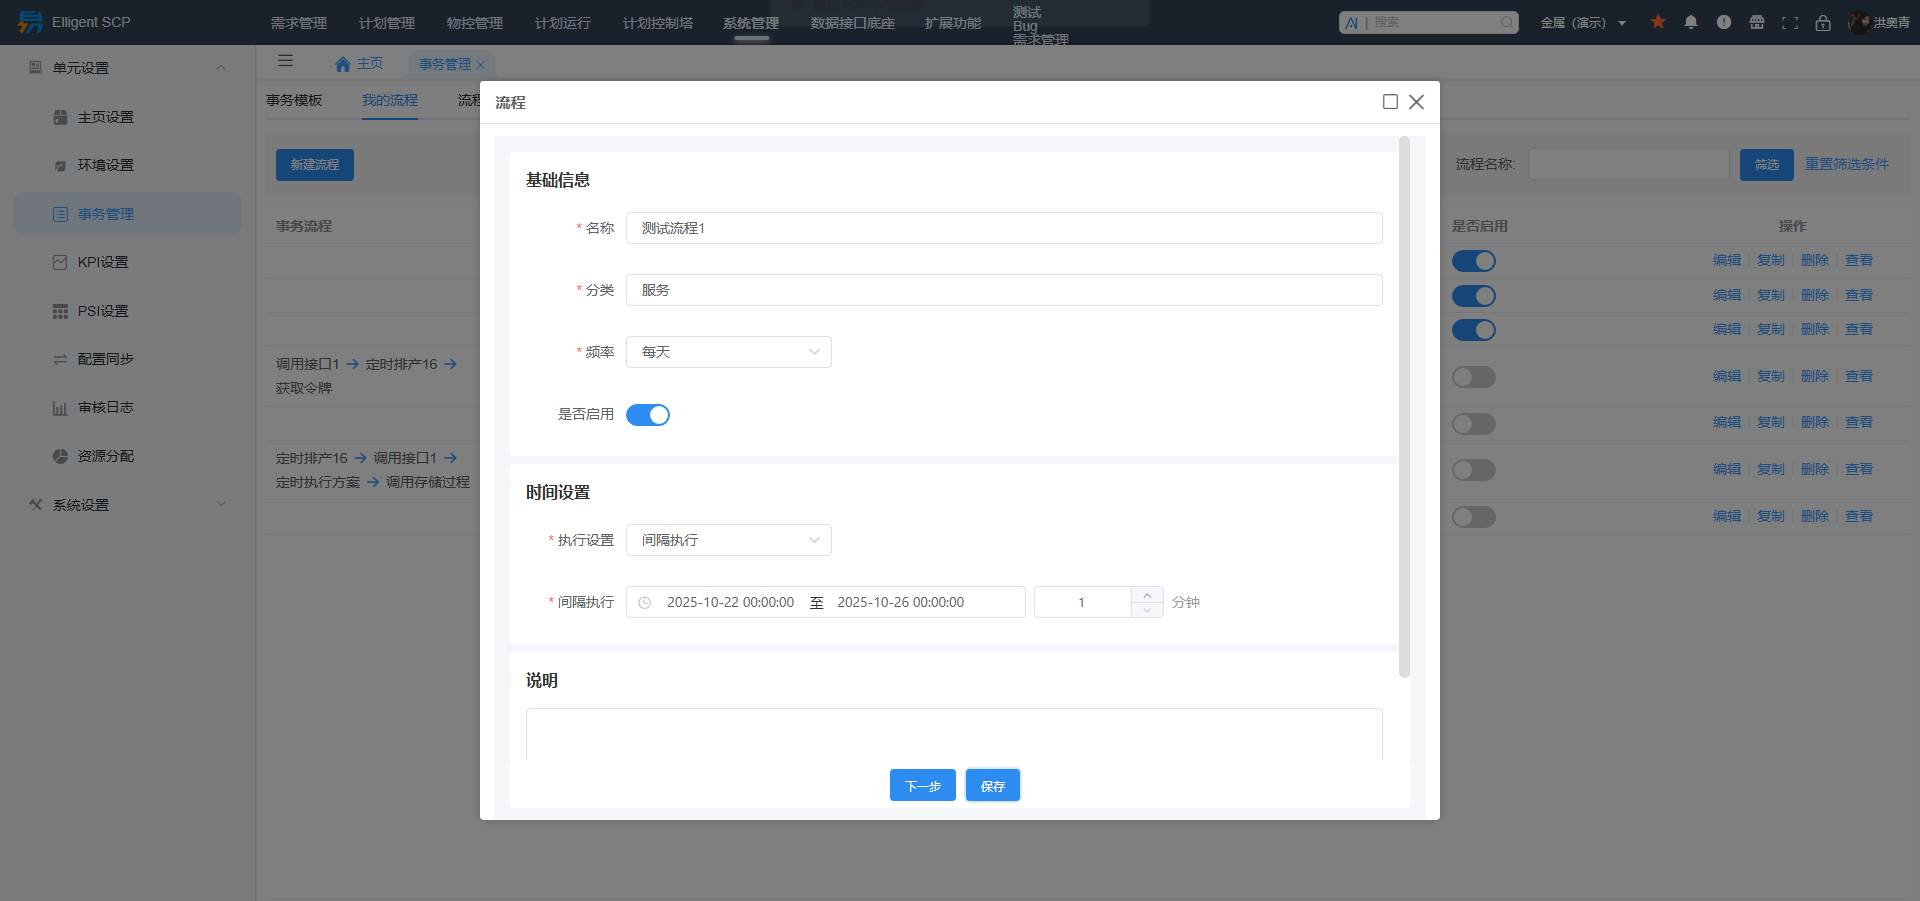 Elligent SCP
需求管理 计划管理 物控管理 计划运行 计划控制塔 系统管理 数据接口底座 扩展功能
测试
Bug
需求管理
AI | 搜索
金属（演示）
洪奥青
单元设置
主页设置
环境设置
事务管理
KPI设置
PSI设置
配置同步
审核日志
资源分配
系统设置
主页 事务管理
事务模板 我的流程 流程
新建流程
流程名称: 筛选 重置筛选条件
事务流程 是否启用 操作
编辑 复制 删除 查看
编辑 复制 删除 查看
编辑 复制 删除 查看
调用接口1 → 定时排产16 →
获取令牌
编辑 复制 删除 查看
编辑 复制 删除 查看
定时排产16 → 调用接口1 →
定时执行方案 → 调用存储过程
编辑 复制 删除 查看
编辑 复制 删除 查看
流程
基础信息
* 名称 测试流程1
* 分类 服务
* 频率 每天
是否启用
时间设置
* 执行设置 间隔执行
* 间隔执行 2025-10-22 00:00:00 至 2025-10-26 00:00:00 1 分钟
说明
下一步 保存